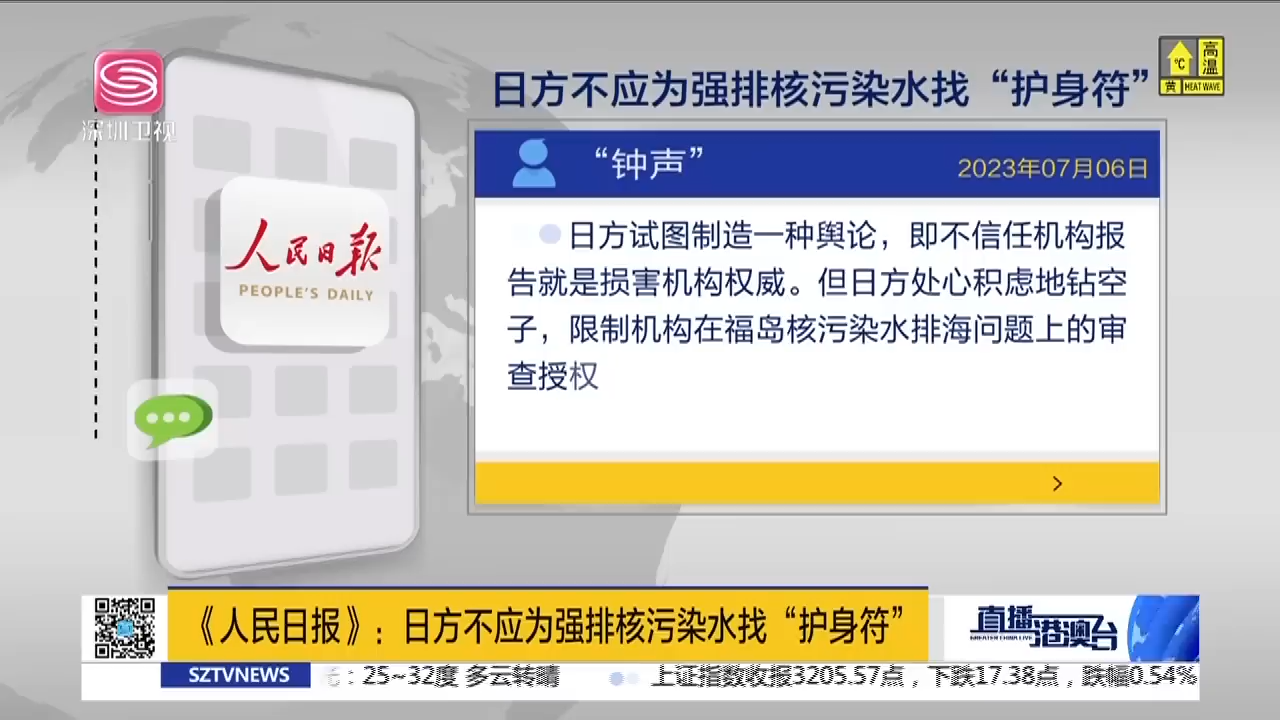 深圳卫视
日方不应为强排核污染水找“护身符”
℃
高温
黄
HEAT WAVE
“钟声”
2023年07月06日
日方试图制造一种舆论，即不信任机构报
告就是损害机构权威。但日方处心积虑地钻空
子，限制机构在福岛核污染水排海问题上的审
查授权
人民日报
PEOPLE'S DAILY
《人民日报》：日方不应为强排核污染水找“护身符”
直播港澳台
GREATER CHINA LIVE
SZTVNEWS
：25~32度 多云转晴
上证指数收报3205.57点，下跌17.38点，跌幅0.54%